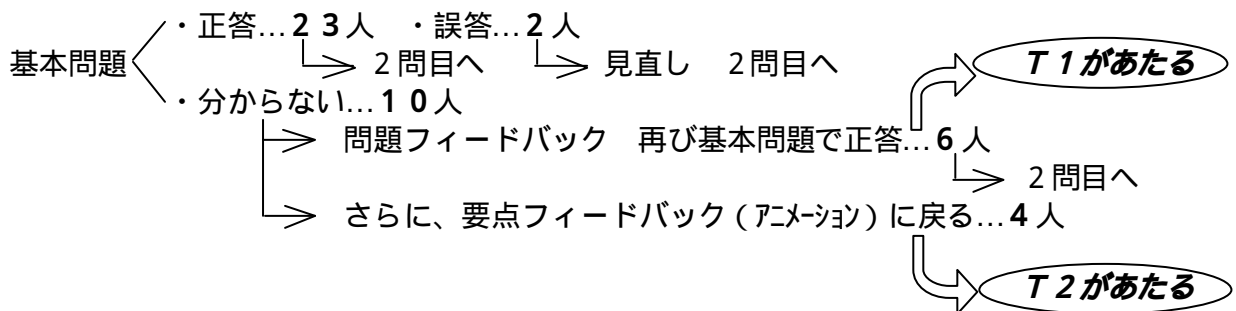 ・正答…２３人 ・誤答…２人
基本問題 2問目へ 見直し 2問目へ Ｔ１があたる
・分からない…１０人
問題フィードバック 再び基本問題で正答…６人
2問目へ
さらに、要点フィードバック（アニメーション）に戻る…４人
Ｔ２があたる